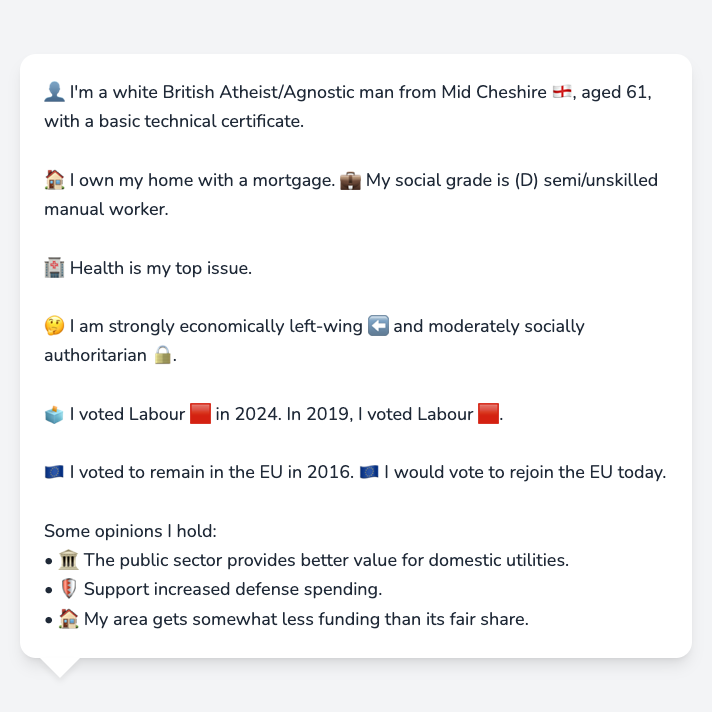 👤 I'm a white British Atheist/Agnostic man from Mid Cheshire 🏴󠁧󠁢󠁥󠁮󠁧󠁿, aged 61,
with a basic technical certificate.
🏠 I own my home with a mortgage. 💼 My social grade is (D) semi/unskilled
manual worker.
🏥 Health is my top issue.
🤔 I am strongly economically left-wing ⬅️ and moderately socially
authoritarian 🔒.
🗳️ I voted Labour 🟥 in 2024. In 2019, I voted Labour 🟥.
🇪🇺 I voted to remain in the EU in 2016. 🇪🇺 I would vote to rejoin the EU today.
Some opinions I hold:
• 🏛️ The public sector provides better value for domestic utilities.
• 🛡️ Support increased defense spending.
• 🏠 My area gets somewhat less funding than its fair share.